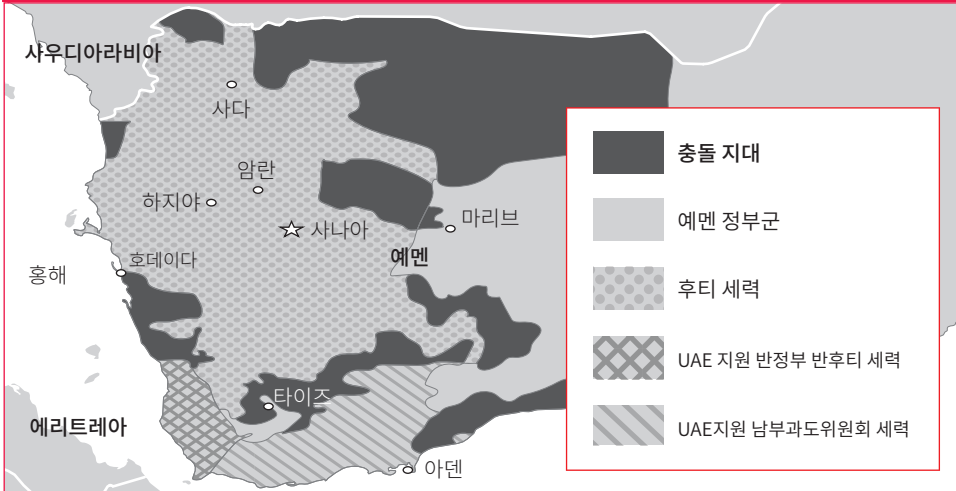 사우디아라비아
사다
암란
하지야
사나아
마리브
예멘
호데이다
홍해
타이즈
에리트레아
아덴
충돌 지대
예멘 정부군
후티 세력
UAE 지원 반정부 반후티 세력
UAE지원 남부과도위원회 세력